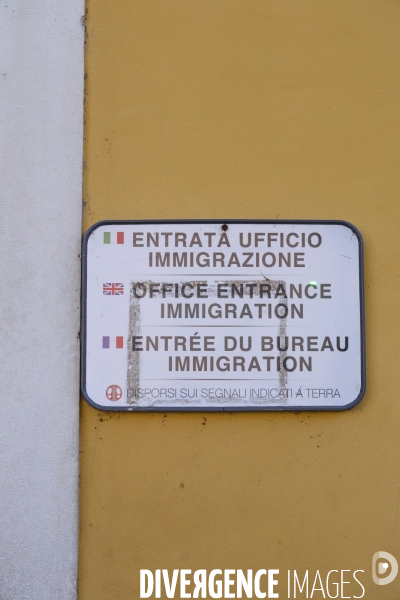 ENTRATA UFFICIO
IMMIGRAZIONE
OFFICE ENTRANCE
IMMIGRATION
ENTRÉE DU BUREAU
IMMIGRATION
DISPORSI SUI SEGNALI INDICATI A TERRA
DIVERGENCE IMAGES